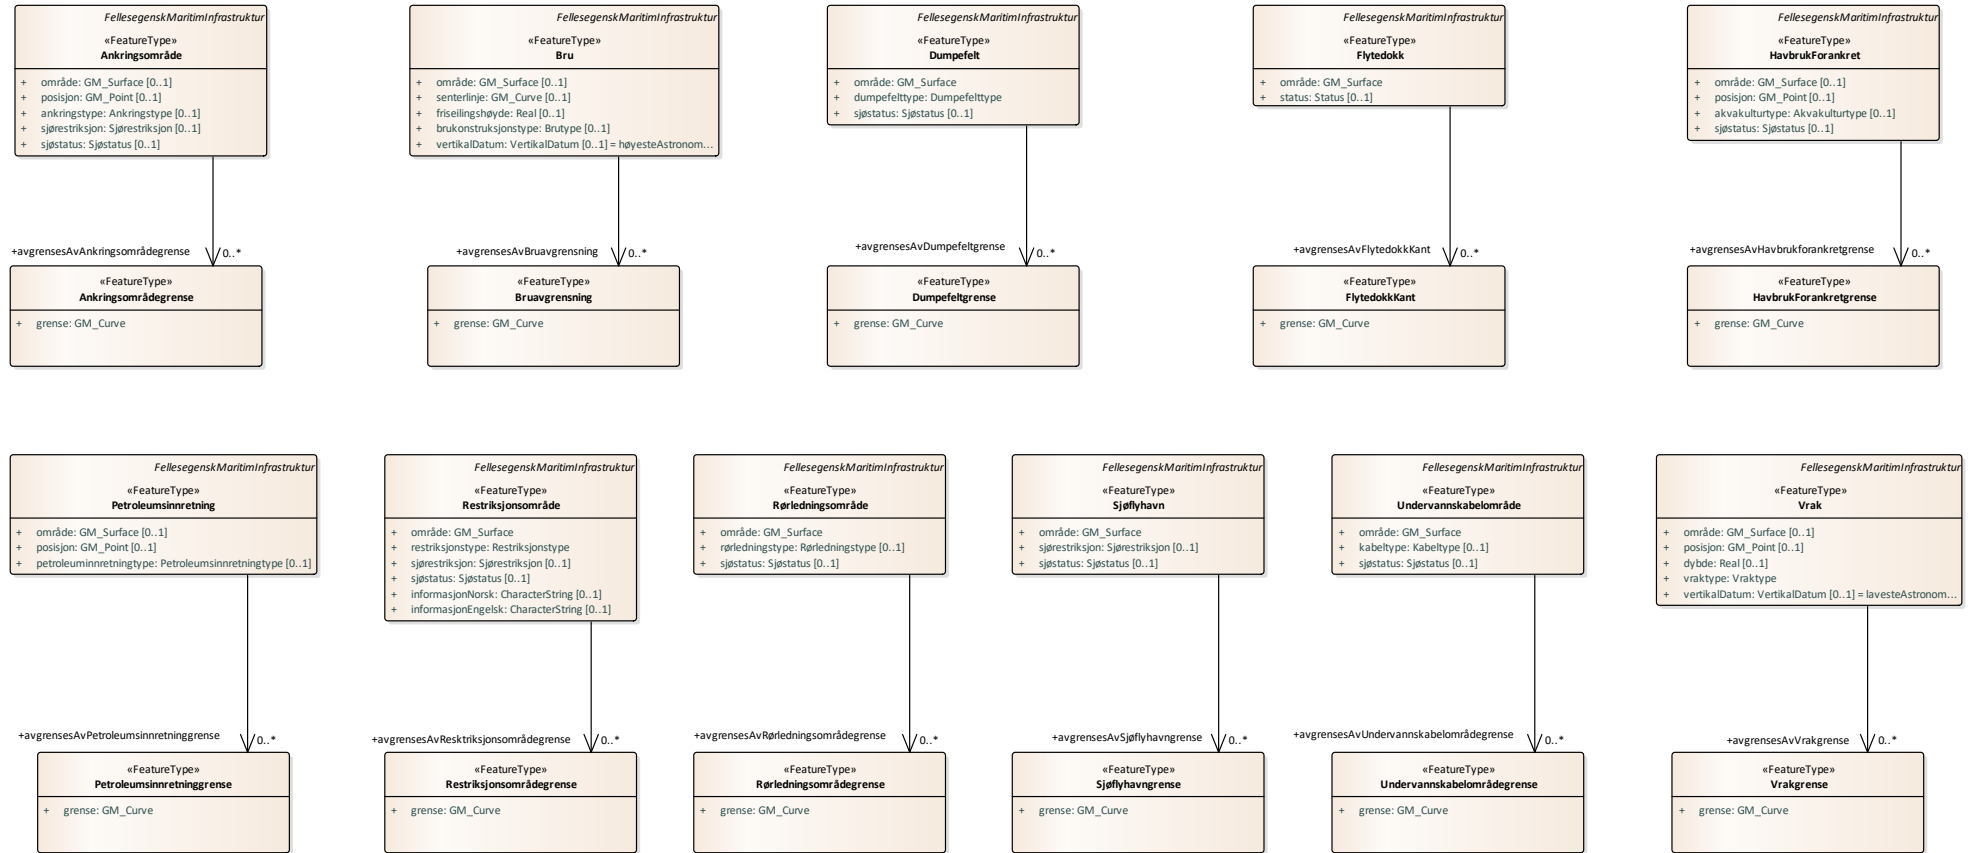 FellesegenskMaritimInfrastruktur
«FeatureType»
Ankringsområde
+ område: GM_Surface [0..1]
+ posisjon: GM_Point [0..1]
+ ankringstype: Ankringstype [0..1]
+ sjørestriksjon: Sjørestriksjon [0..1]
+ sjøstatus: Sjøstatus [0..1]
+avgrensesAvAnkringsområdegrense
0..*
«FeatureType»
Ankringsområdegrense
+ grense: GM_Curve
FellesegenskMaritimInfrastruktur
«FeatureType»
Bru
+ område: GM_Surface [0..1]
+ senterlinje: GM_Curve [0..1]
+ friseilingshøyde: Real [0..1]
+ brukonstruksjonstype: Brutype [0..1]
+ vertikalDatum: VertikalDatum [0..1] = høyesteAstronom...
+avgrensesAvBruavgrensning
0..*
«FeatureType»
Bruavgrensning
+ grense: GM_Curve
FellesegenskMaritimInfrastruktur
«FeatureType»
Dumpefelt
+ område: GM_Surface
+ dumpefelttype: Dumpefelttype
+ sjøstatus: Sjøstatus [0..1]
+avgrensesAvDumpefeltgrense
0..*
«FeatureType»
Dumpefeltgrense
+ grense: GM_Curve
FellesegenskMaritimInfrastruktur
«FeatureType»
Flytedokk
+ område: GM_Surface
+ status: Status [0..1]
+avgrensesAvFlytedokkKant
0..*
«FeatureType»
FlytedokkKant
+ grense: GM_Curve
FellesegenskMaritimInfrastruktur
«FeatureType»
HavbrukForankret
+ område: GM_Surface [0..1]
+ posisjon: GM_Point [0..1]
+ akvakulturtype: Akvakulturtype [0..1]
+ sjøstatus: Sjøstatus [0..1]
+avgrensesAvHavbrukforankretgrense
0..*
«FeatureType»
HavbrukForankretgrense
+ grense: GM_Curve
FellesegenskMaritimInfrastruktur
«FeatureType»
Petroleumsinnretning
+ område: GM_Surface [0..1]
+ posisjon: GM_Point [0..1]
+ petroleuminnretningtype: Petroleumsinnretningtype [0..1]
+avgrensesAvPetroleumsinnretninggrense
0..*
«FeatureType»
Petroleumsinnretninggrense
+ grense: GM_Curve
FellesegenskMaritimInfrastruktur
«FeatureType»
Restriksjonsområde
+ område: GM_Surface
+ restriksjonstype: Restriksjonstype
+ sjørestriksjon: Sjørestriksjon [0..1]
+ sjøstatus: Sjøstatus [0..1]
+ informasjonNorsk: CharacterString [0..1]
+ informasjonEngelsk: CharacterString [0..1]
+avgrensesAvResktriksjonsområdegrense
0..*
«FeatureType»
Restriksjonsområdegrense
+ grense: GM_Curve
FellesegenskMaritimInfrastruktur
«FeatureType»
Rørledningsområde
+ område: GM_Surface
+ rørledningstype: Rørledningstype [0..1]
+ sjøstatus: Sjøstatus [0..1]
+avgrensesAvRørledningsområdegrense
0..*
«FeatureType»
Rørledningsområdegrense
+ grense: GM_Curve
FellesegenskMaritimInfrastruktur
«FeatureType»
Sjøflyhavn
+ område: GM_Surface
+ sjørestriksjon: Sjørestriksjon [0..1]
+ sjøstatus: Sjøstatus [0..1]
+avgrensesAvSjøflyhavngrense
0..*
«FeatureType»
Sjøflyhavngrense
+ grense: GM_Curve
FellesegenskMaritimInfrastruktur
«FeatureType»
Undervannskabelområde
+ område: GM_Surface
+ kabeltype: Kabeltype [0..1]
+ sjøstatus: Sjøstatus [0..1]
+avgrensesAvUndervannskabelområdegrense
0..*
«FeatureType»
Undervannskabelområdegrense
+ grense: GM_Curve
FellesegenskMaritimInfrastruktur
«FeatureType»
Vrak
+ område: GM_Surface [0..1]
+ posisjon: GM_Point [0..1]
+ dybde: Real [0..1]
+ vraktype: Vraktype
+ vertikalDatum: VertikalDatum [0..1] = lavesteAstronom...
+avgrensesAvVrakgrense
0..*
«FeatureType»
Vrakgrense
+ grense: GM_Curve